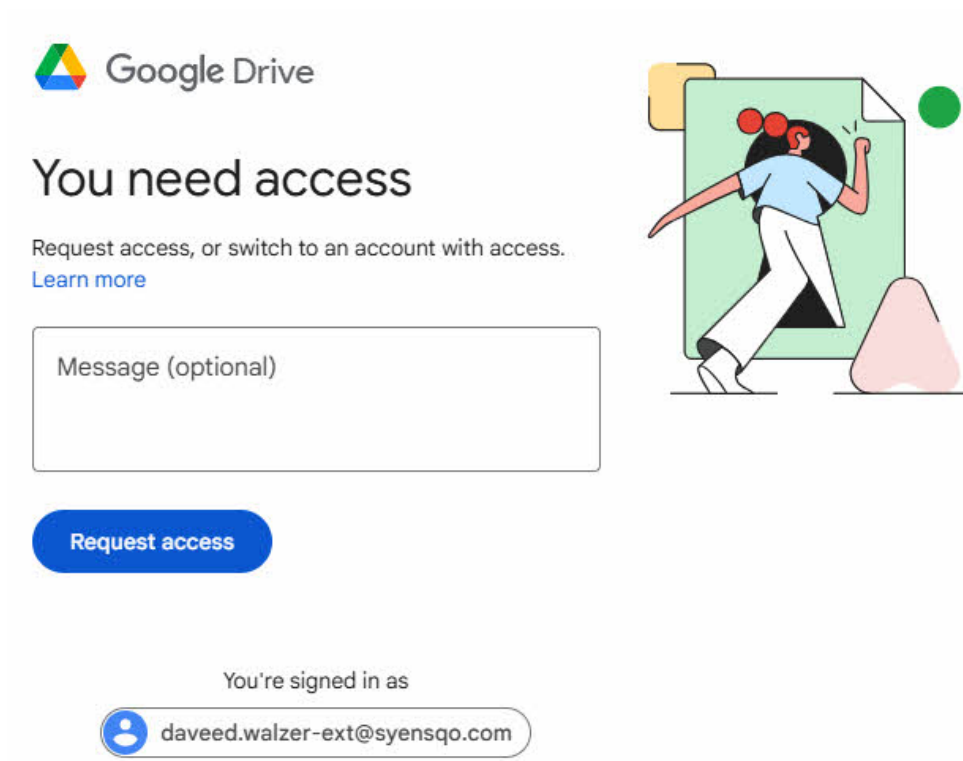 Google Drive
You need access
Request access, or switch to an account with access.
Learn more
Message (optional)
Request access
You're signed in as
daveed.walzer-ext@syensqo.com